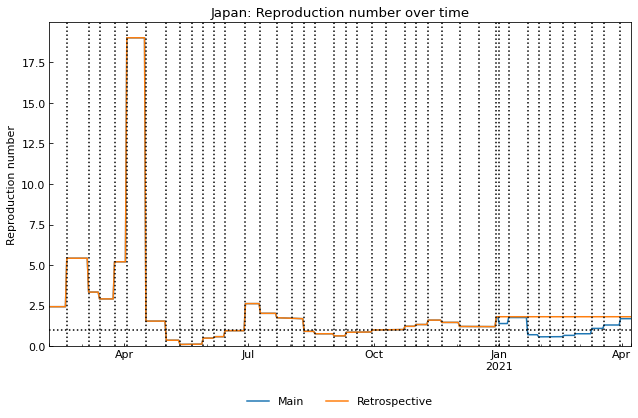 Japan: Reproduction number over time
Reproduction number
17.5
15.0
12.5
10.0
7.5
5.0
2.5
0.0
Apr
Jul
Oct
Jan
2021
Apr
Main
Retrospective